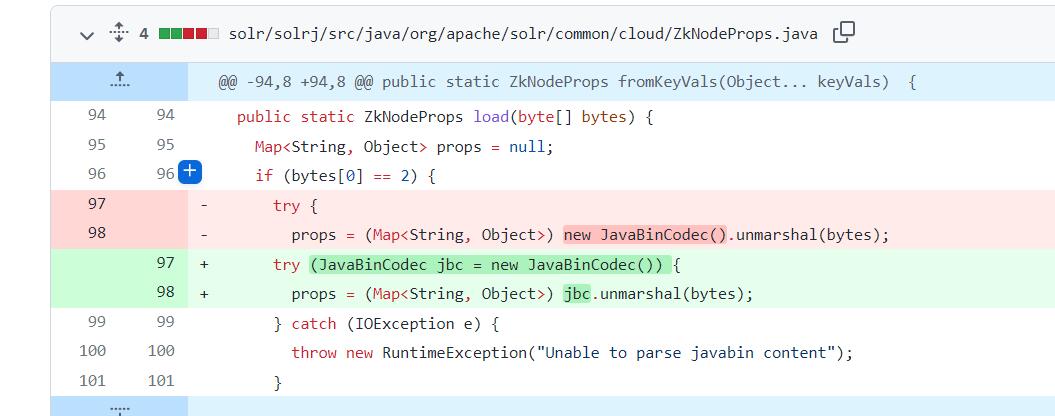 4 solr/solrj/src/java/org/apache/solr/common/cloud/ZkNodeProps.java
@@ -94,8 +94,8 @@ public static ZkNodeProps fromKeyVals(Object... keyVals)  {
94 94 public static ZkNodeProps load(byte[] bytes) {
95 95 Map<String, Object> props = null;
96 96 if (bytes[0] == 2) {
97 - try {
98 - props = (Map<String, Object>) new JavaBinCodec().unmarshal(bytes);
97 + try (JavaBinCodec jbc = new JavaBinCodec()) {
98 + props = (Map<String, Object>) jbc.unmarshal(bytes);
99 99 } catch (IOException e) {
100 100 throw new RuntimeException("Unable to parse javabin content");
101 101 }